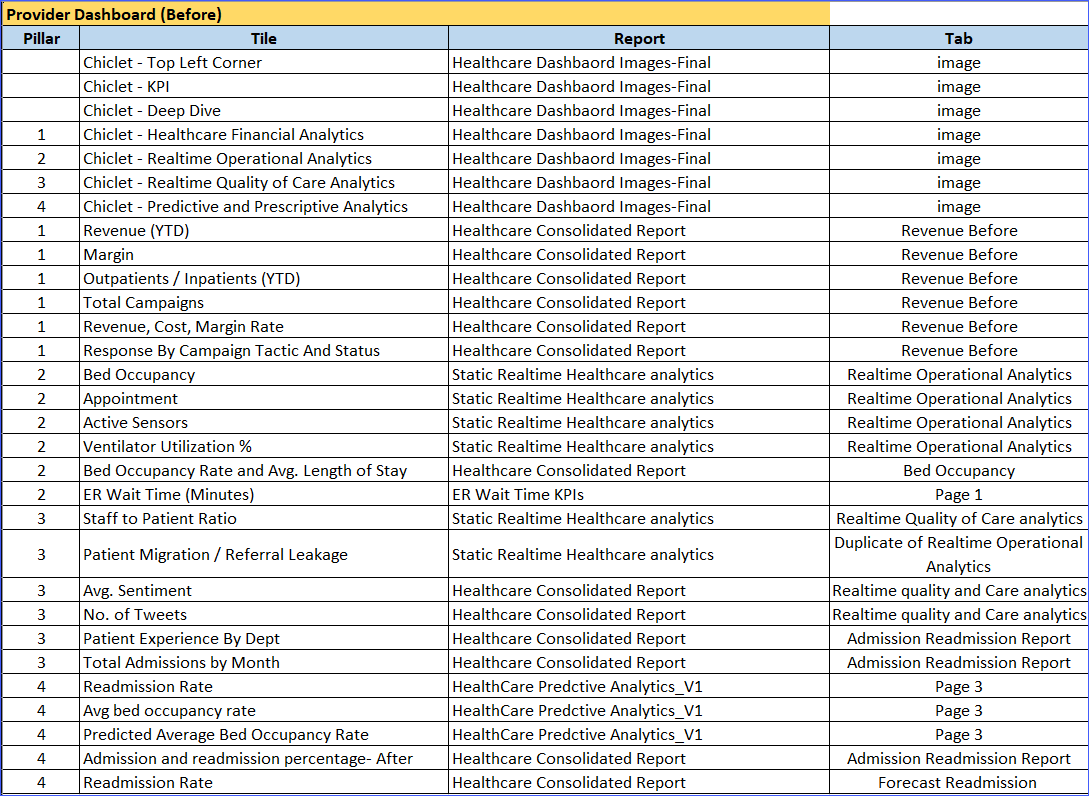 Provider Dashboard (Before)
Pillar Tile Report Tab
Chiclet - Top Left Corner Healthcare Dashbaord Images-Final image
Chiclet - KPI Healthcare Dashbaord Images-Final image
Chiclet - Deep Dive Healthcare Dashbaord Images-Final image
1 Chiclet - Healthcare Financial Analytics Healthcare Dashbaord Images-Final image
2 Chiclet - Realtime Operational Analytics Healthcare Dashbaord Images-Final image
3 Chiclet - Realtime Quality of Care Analytics Healthcare Dashbaord Images-Final image
4 Chiclet - Predictive and Prescriptive Analytics Healthcare Dashbaord Images-Final image
1 Revenue (YTD) Healthcare Consolidated Report Revenue Before
1 Margin Healthcare Consolidated Report Revenue Before
1 Outpatients / Inpatients (YTD) Healthcare Consolidated Report Revenue Before
1 Total Campaigns Healthcare Consolidated Report Revenue Before
1 Revenue, Cost, Margin Rate Healthcare Consolidated Report Revenue Before
1 Response By Campaign Tactic And Status Healthcare Consolidated Report Revenue Before
2 Bed Occupancy Static Realtime Healthcare analytics Realtime Operational Analytics
2 Appointment Static Realtime Healthcare analytics Realtime Operational Analytics
2 Active Sensors Static Realtime Healthcare analytics Realtime Operational Analytics
2 Ventilator Utilization % Static Realtime Healthcare analytics Realtime Operational Analytics
2 Bed Occupancy Rate and Avg. Length of Stay Healthcare Consolidated Report Bed Occupancy
2 ER Wait Time (Minutes) ER Wait Time KPIs Page 1
3 Staff to Patient Ratio Static Realtime Healthcare analytics Realtime Quality of Care analytics
3 Patient Migration / Referral Leakage Static Realtime Healthcare analytics Duplicate of Realtime Operational
Analytics
3 Avg. Sentiment Healthcare Consolidated Report Realtime quality and Care analytics
3 No. of Tweets Healthcare Consolidated Report Realtime quality and Care analytics
3 Patient Experience By Dept Healthcare Consolidated Report Admission Readmission Report
3 Total Admissions by Month Healthcare Consolidated Report Admission Readmission Report
4 Readmission Rate HealthCare Predctive Analytics_V1 Page 3
4 Avg bed occupancy rate HealthCare Predctive Analytics_V1 Page 3
4 Predicted Average Bed Occupancy Rate HealthCare Predctive Analytics_V1 Page 3
4 Admission and readmission percentage- After Healthcare Consolidated Report Admission Readmission Report
4 Readmission Rate Healthcare Consolidated Report Forecast Readmission